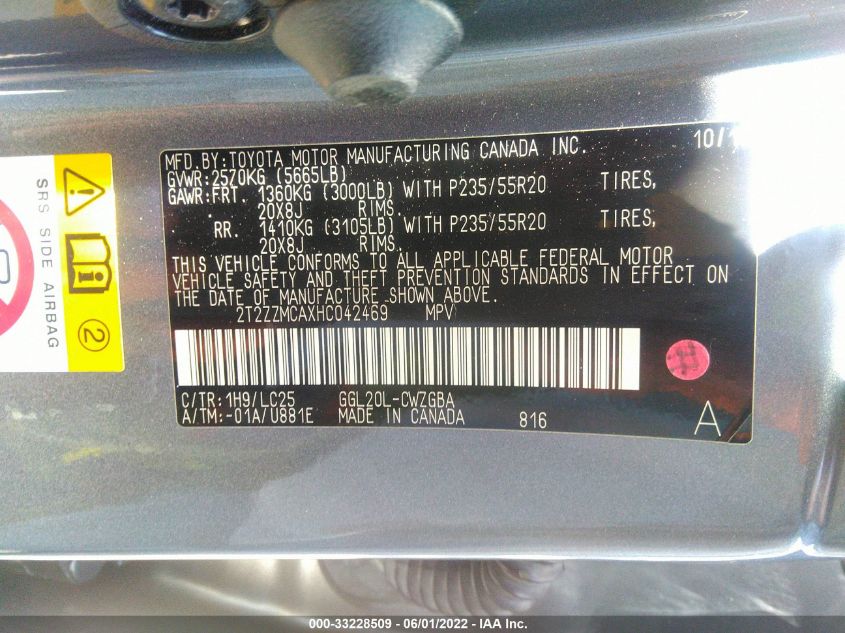 MFD.BY:TOYOTA MOTOR MANUFACTURING CANADA INC. 10/1
GVWR:2570KG (5665LB)
GAWR:FRT. 1360KG (3000LB) WITH P235/55R20 TIRES,
20X8J RIMS.
RR. 1410KG (3105LB) WITH P235/55R20 TIRES,
20X8J RIMS.
THIS VEHICLE CONFORMS TO ALL APPLICABLE FEDERAL MOTOR
VEHICLE SAFETY AND THEFT PREVENTION STANDARDS IN EFFECT ON
THE DATE OF MANUFACTURE SHOWN ABOVE.
2T2ZZMCAXHC042469 MPV
C/TR:1H9/LC25 GGL20L-CWZGBA
A/TM:-01A/U881E MADE IN CANADA 816 A
SRS SIDE AIRBAG
2
000-33228509 - 06/01/2022 - IAA Inc.